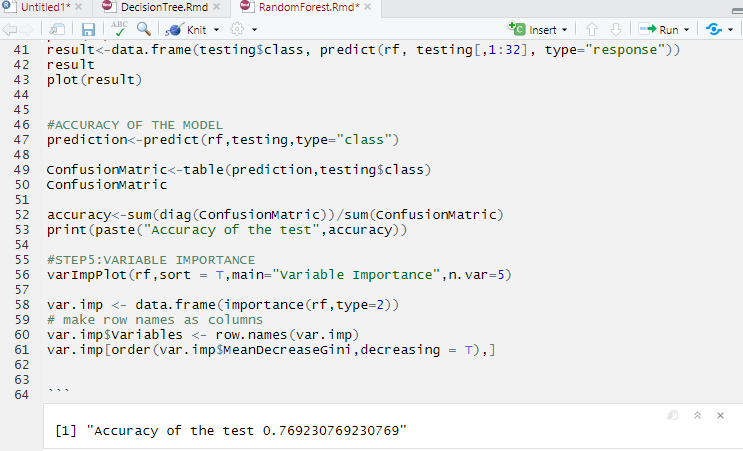 Untitled1* × DecisionTree.Rmd × RandomForest.Rmd* ×
ABC Knit Insert Run
41 result<-data.frame(testing$class, predict(rf, testing[,1:32], type="response"))
42 result
43 plot(result)
44
45
46 #ACCURACY OF THE MODEL
47 prediction<-predict(rf,testing,type="class")
48
49 ConfusionMatric<-table(prediction,testing$class)
50 ConfusionMatric
51
52 accuracy<-sum(diag(ConfusionMatric))/sum(ConfusionMatric)
53 print(paste("Accuracy of the test",accuracy))
54
55 #STEP5:VARIABLE IMPORTANCE
56 varImpPlot(rf,sort = T,main="Variable Importance",n.var=5)
57
58 var.imp <- data.frame(importance(rf,type=2))
59 # make row names as columns
60 var.imp$Variables <- row.names(var.imp)
61 var.imp[order(var.imp$MeanDecreaseGini,decreasing = T),]
62
63
64 ```
[1] "Accuracy of the test 0.769230769230769"